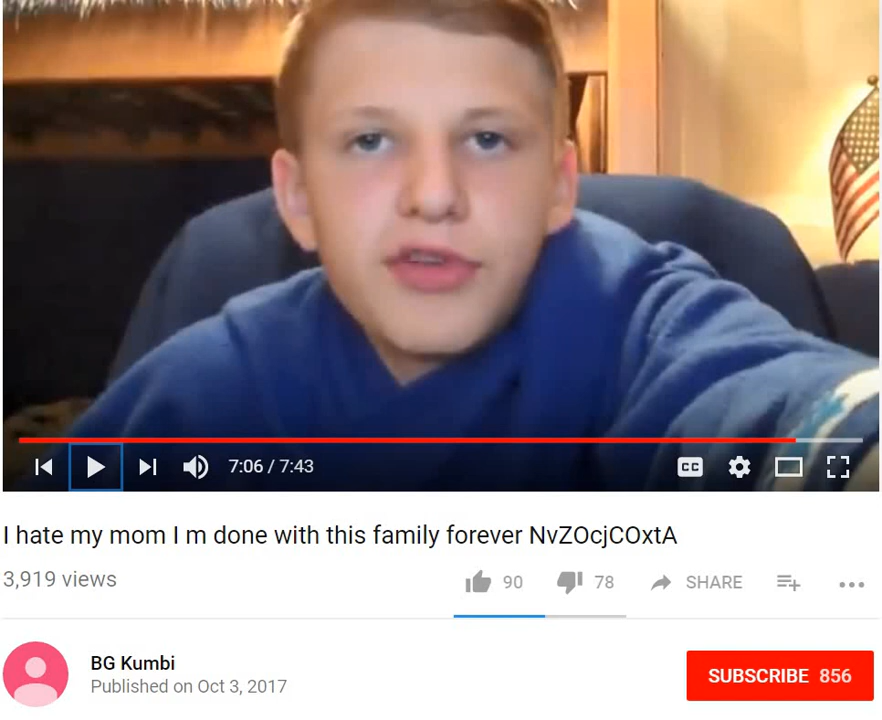 7:06 / 7:43
CC
I hate my mom I m done with this family forever NvZOcjCOxtA
3,919 views
90
78
SHARE
BG Kumbi
Published on Oct 3, 2017
SUBSCRIBE 856